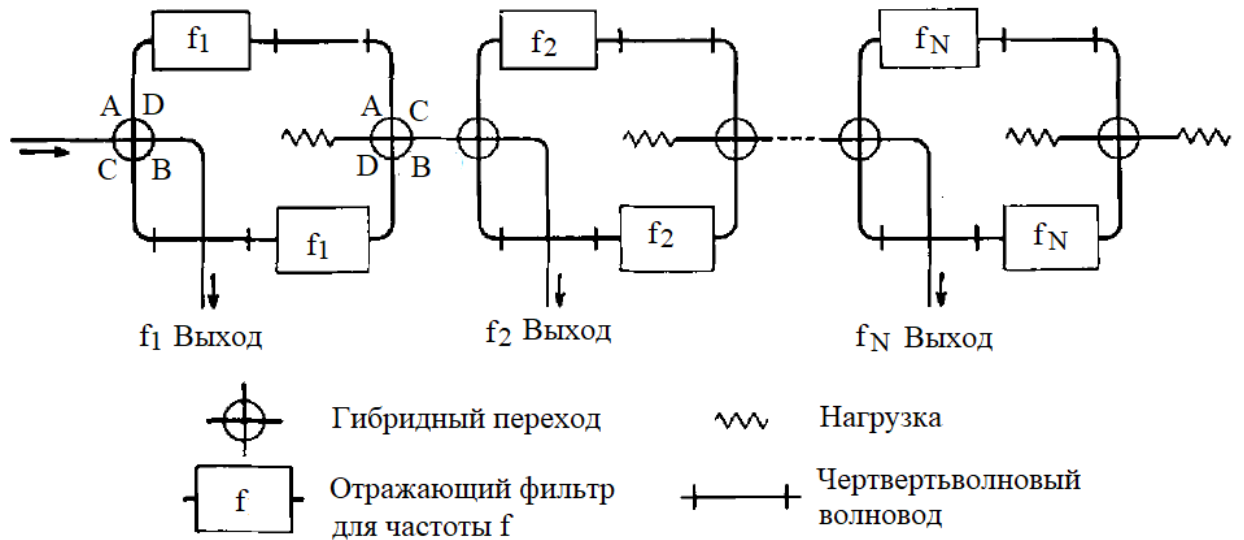 f1 f2 fN
A D A C
C B D B
f1 f2 fN
f1 Выход f2 Выход fN Выход
Гибридный переход Нагрузка
f Отражающий фильтр для частоты f
Чертвертьволновый волновод